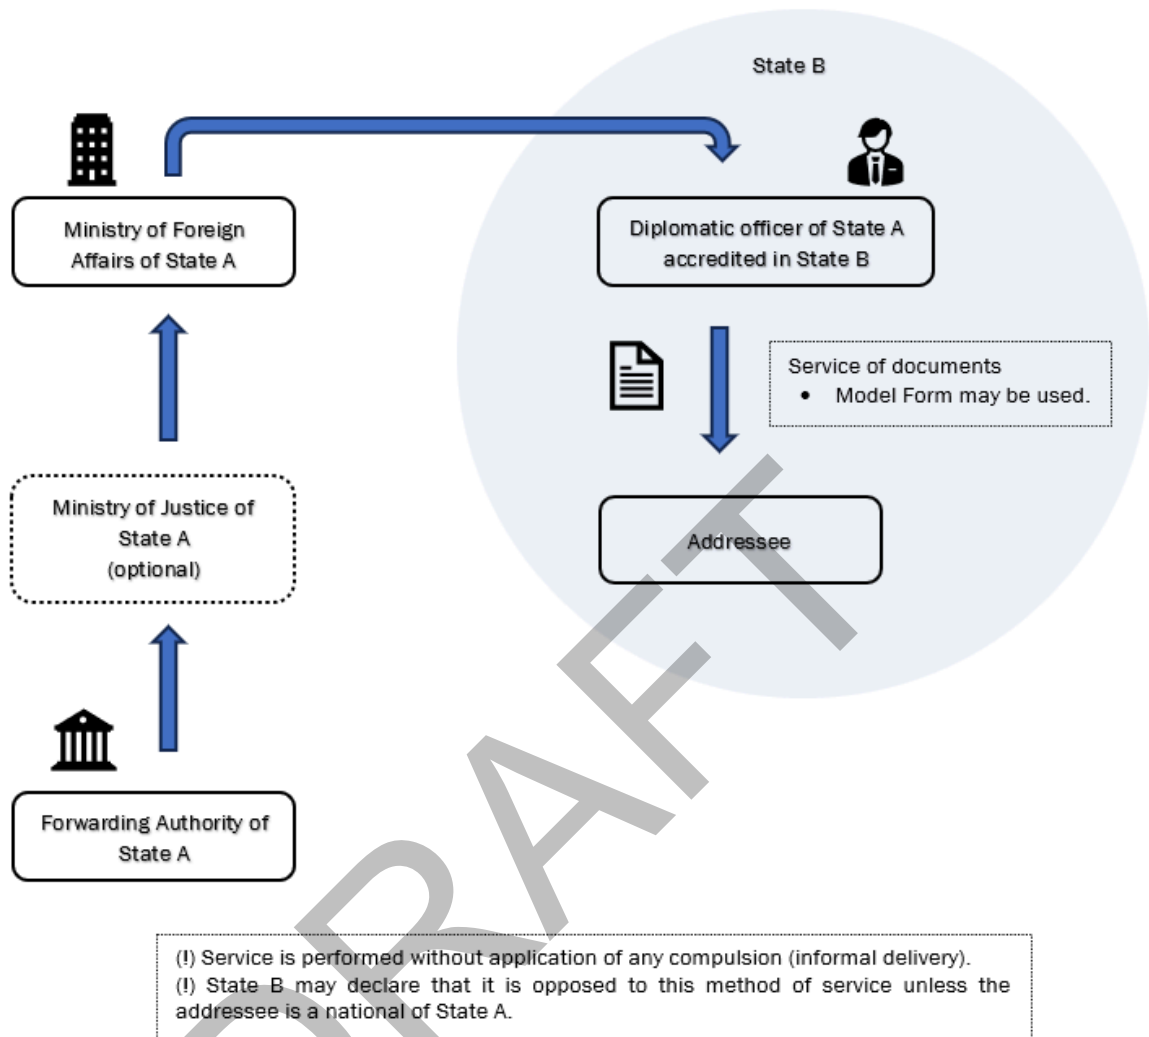 State B
Ministry of Foreign
Affairs of State A
Diplomatic officer of State A
accredited in State B
Service of documents
• Model Form may be used.
Ministry of Justice of
State A
(optional)
Addressee
Forwarding Authority of
State A
(!) Service is performed without application of any compulsion (informal delivery).
(!) State B may declare that it is opposed to this method of service unless the
addressee is a national of State A.
DRAFT